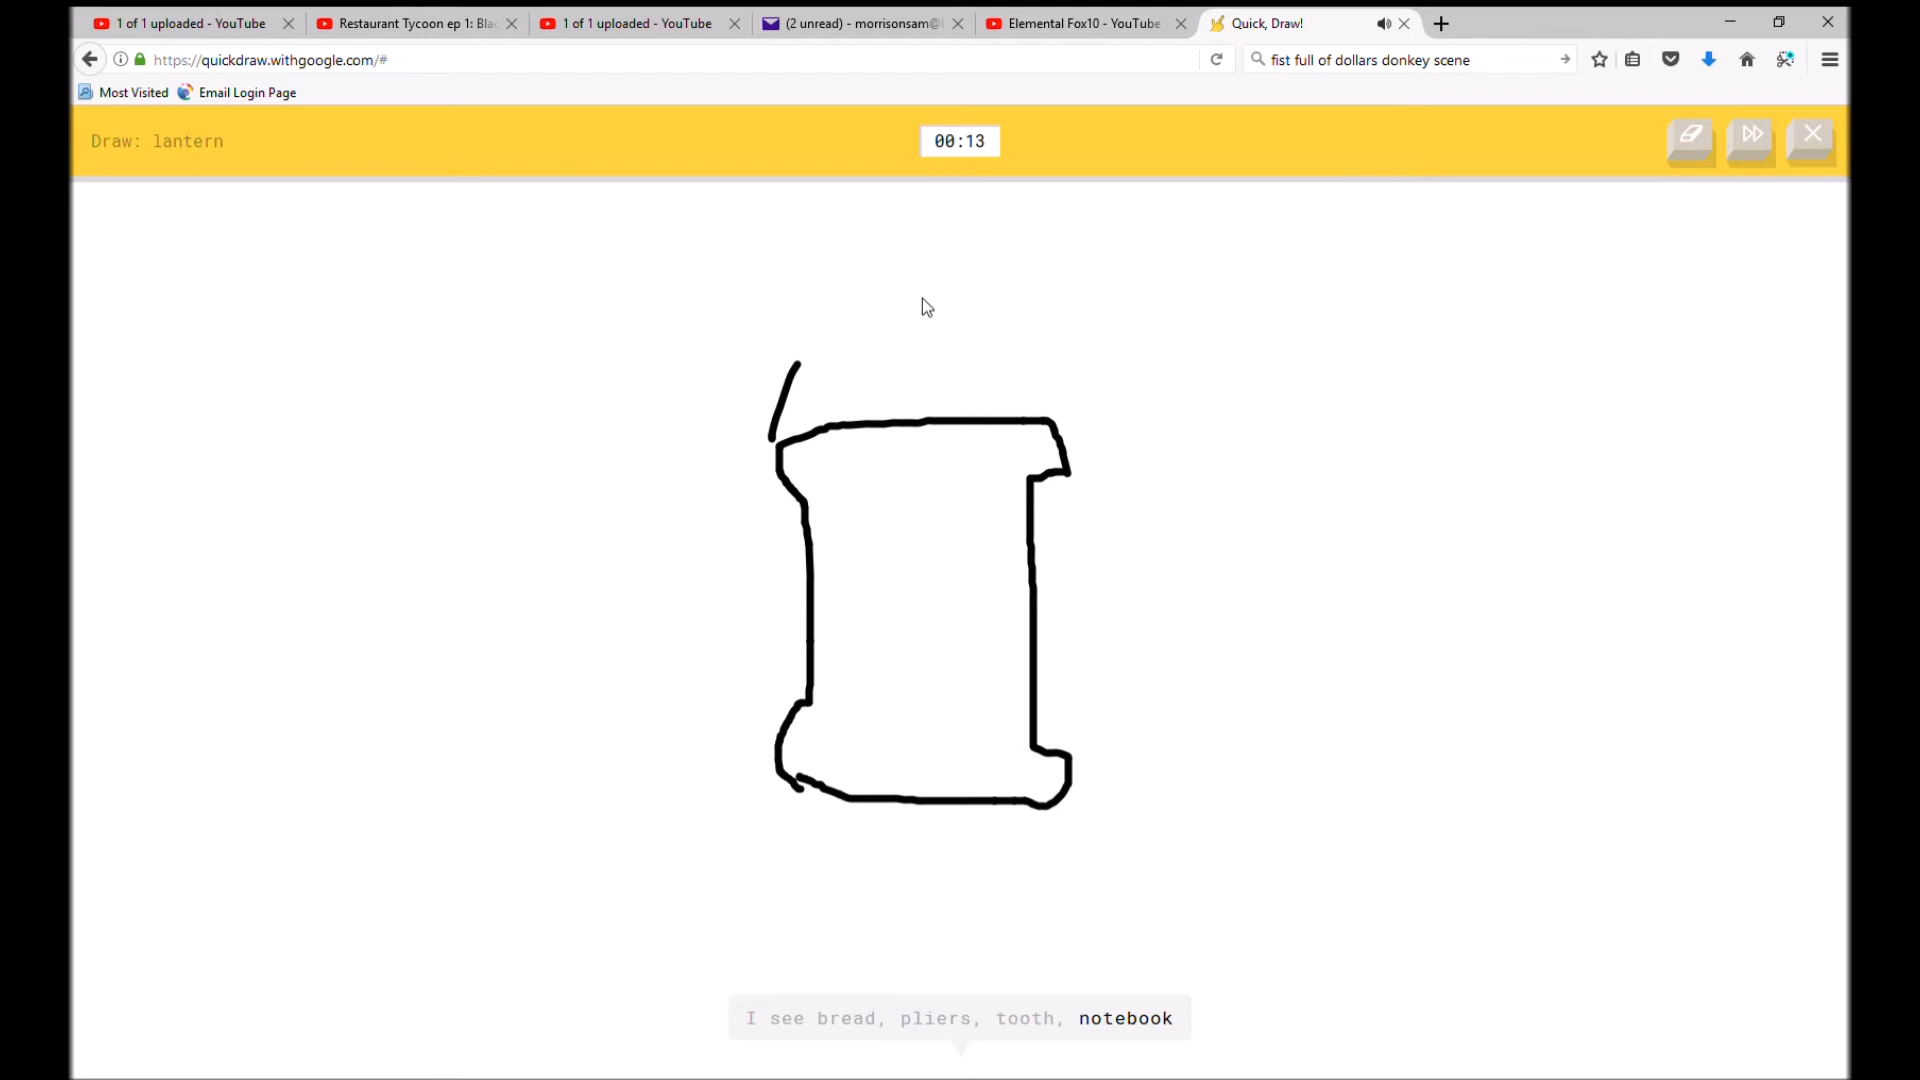 1 of 1 uploaded - YouTube
Restaurant Tycoon ep 1: Blac
1 of 1 uploaded - YouTube
(2 unread) - morrisonsam@
Elemental Fox10 - YouTube
Quick, Draw!
https://quickdraw.withgoogle.com/#
fist full of dollars donkey scene
Most Visited
Email Login Page
Draw: lantern
00:13
I see bread, pliers, tooth, notebook